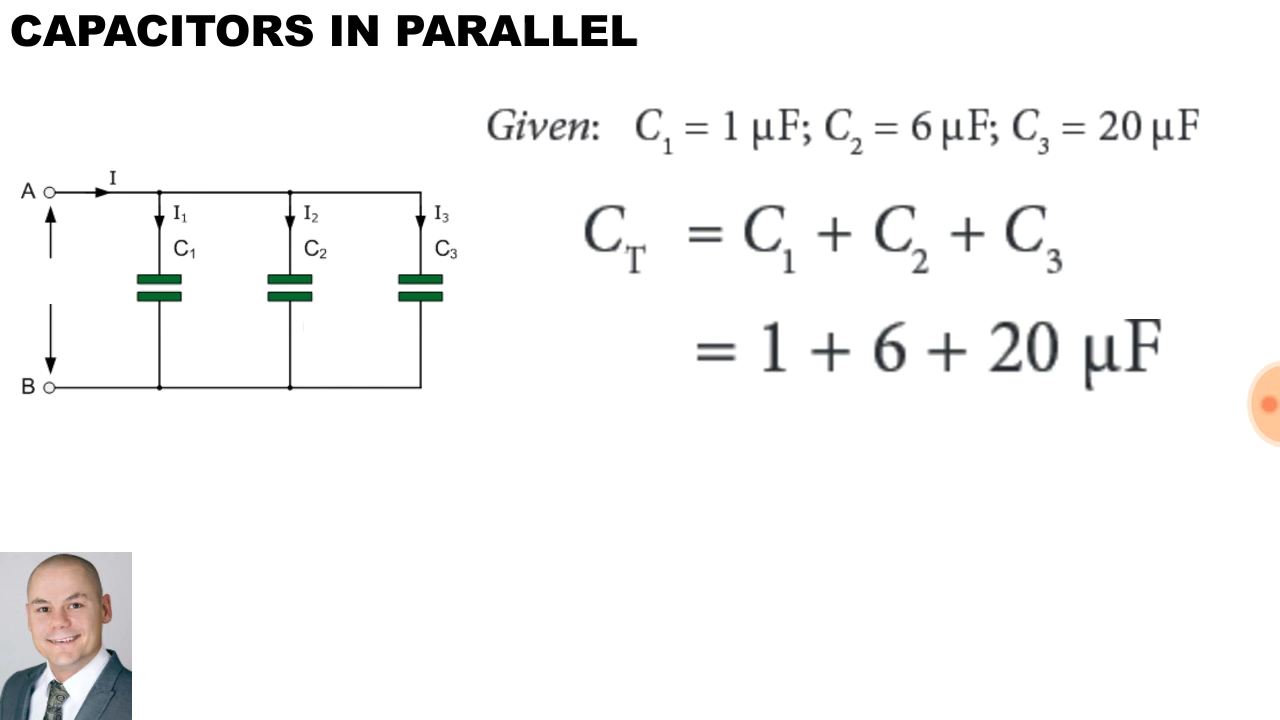 CAPACITORS IN PARALLEL
Given: C₁ = 1 µF; C₂ = 6 µF; C₃ = 20 µF
A I
I₁ I₂ I₃
C₁ C₂ C₃
B
C_T = C₁ + C₂ + C₃
= 1 + 6 + 20 µF